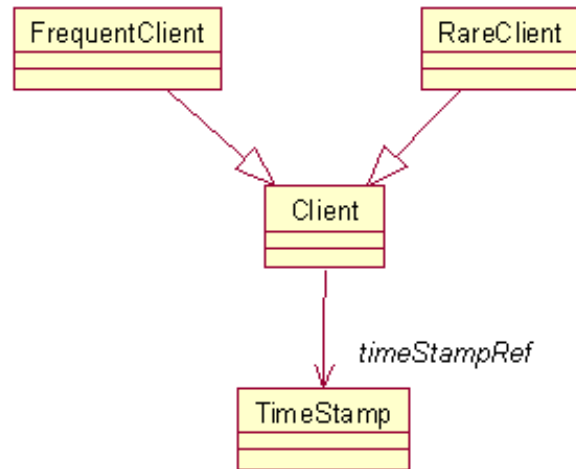 FrequentClient
RareClient
Client
timeStampRef
TimeStamp